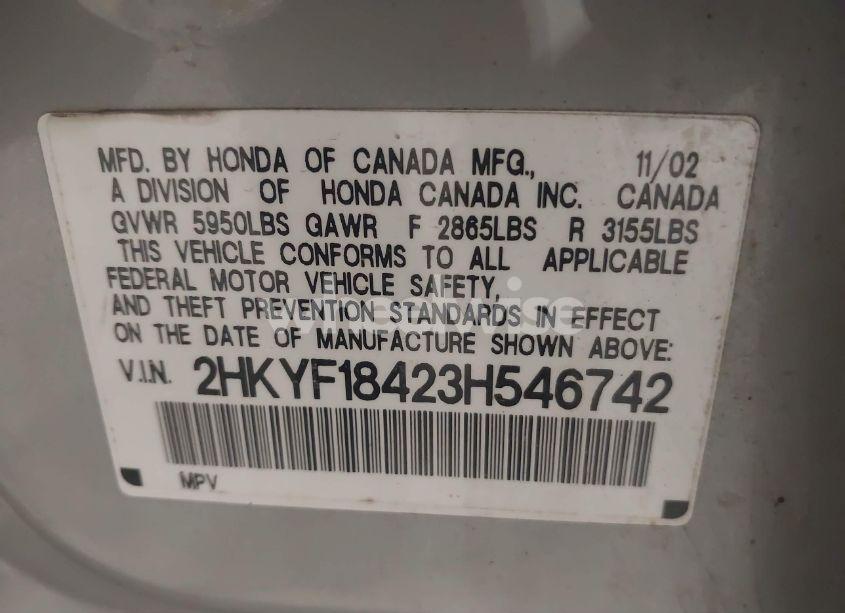 MFD. BY HONDA OF CANADA MFG., 11/02
A DIVISION OF HONDA CANADA INC. CANADA
GVWR 5950LBS GAWR F 2865LBS R 3155LBS
THIS VEHICLE CONFORMS TO ALL APPLICABLE
FEDERAL MOTOR VEHICLE SAFETY,
AND THEFT PREVENTION STANDARDS IN EFFECT
ON THE DATE OF MANUFACTURE SHOWN ABOVE:
V.I.N. 2HKYF18423H546742
MPV